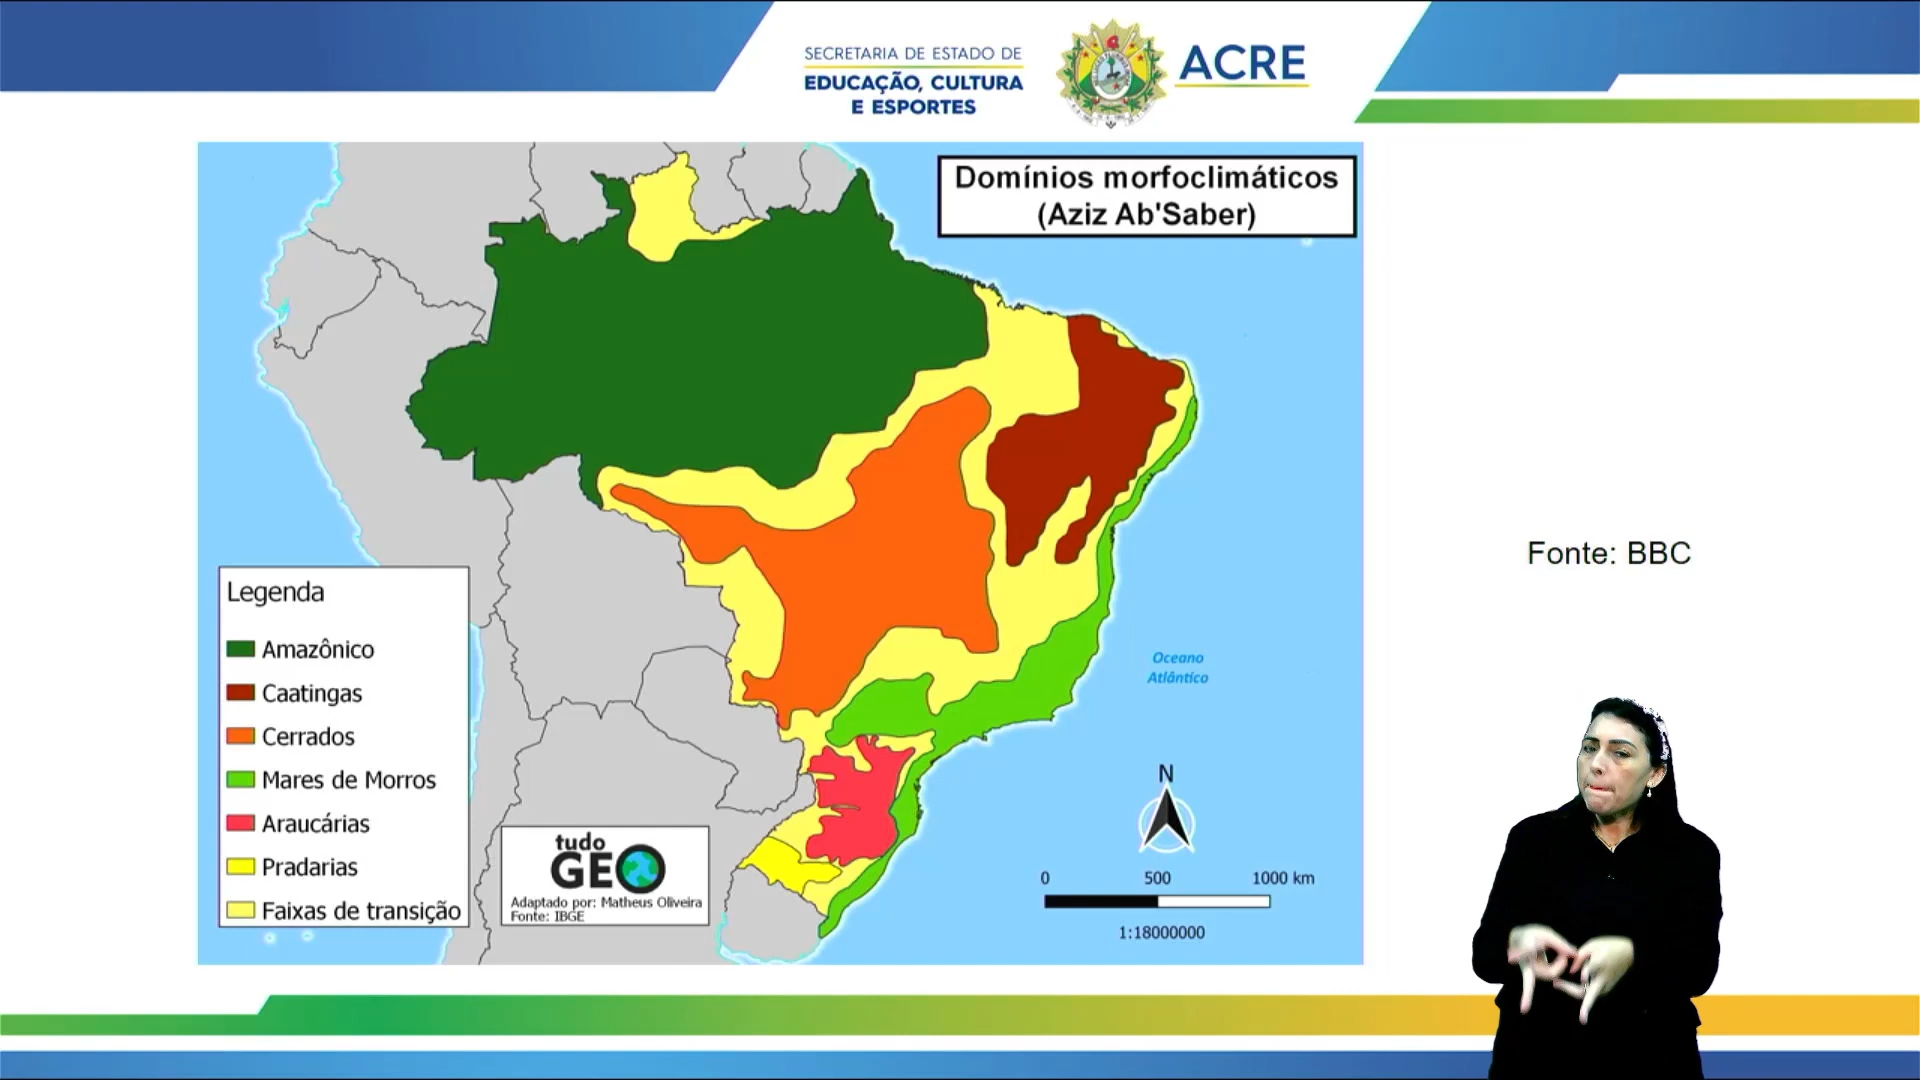 SECRETARIA DE ESTADO DE
EDUCAÇÃO, CULTURA
E ESPORTES
ACRE
Domínios morfoclimáticos
(Aziz Ab'Saber)
Fonte: BBC
Legenda
Amazônico
Caatingas
Cerrados
Mares de Morros
Araucárias
Pradarias
Faixas de transição
Oceano
Atlântico
tudo
GEO
Adaptado por: Matheus Oliveira
Fonte: IBGE
N
0 500 1000 km
1:18000000